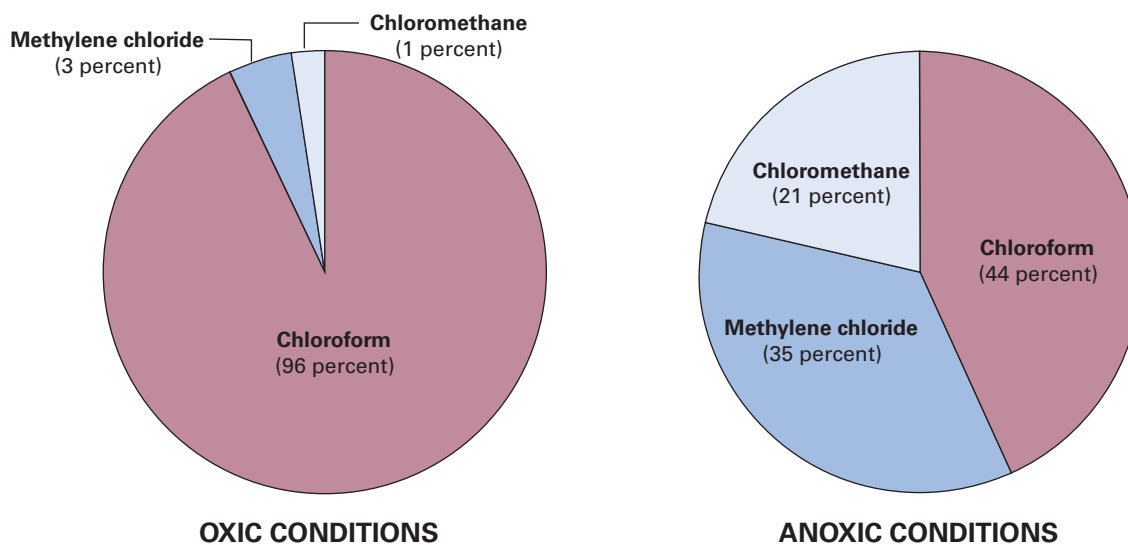 Chloromethane
(1 percent)
Methylene chloride
(3 percent)
Chloroform
(96 percent)
OXIC CONDITIONS
Chloromethane
(21 percent)
Chloroform
(44 percent)
Methylene chloride
(35 percent)
ANOXIC CONDITIONS